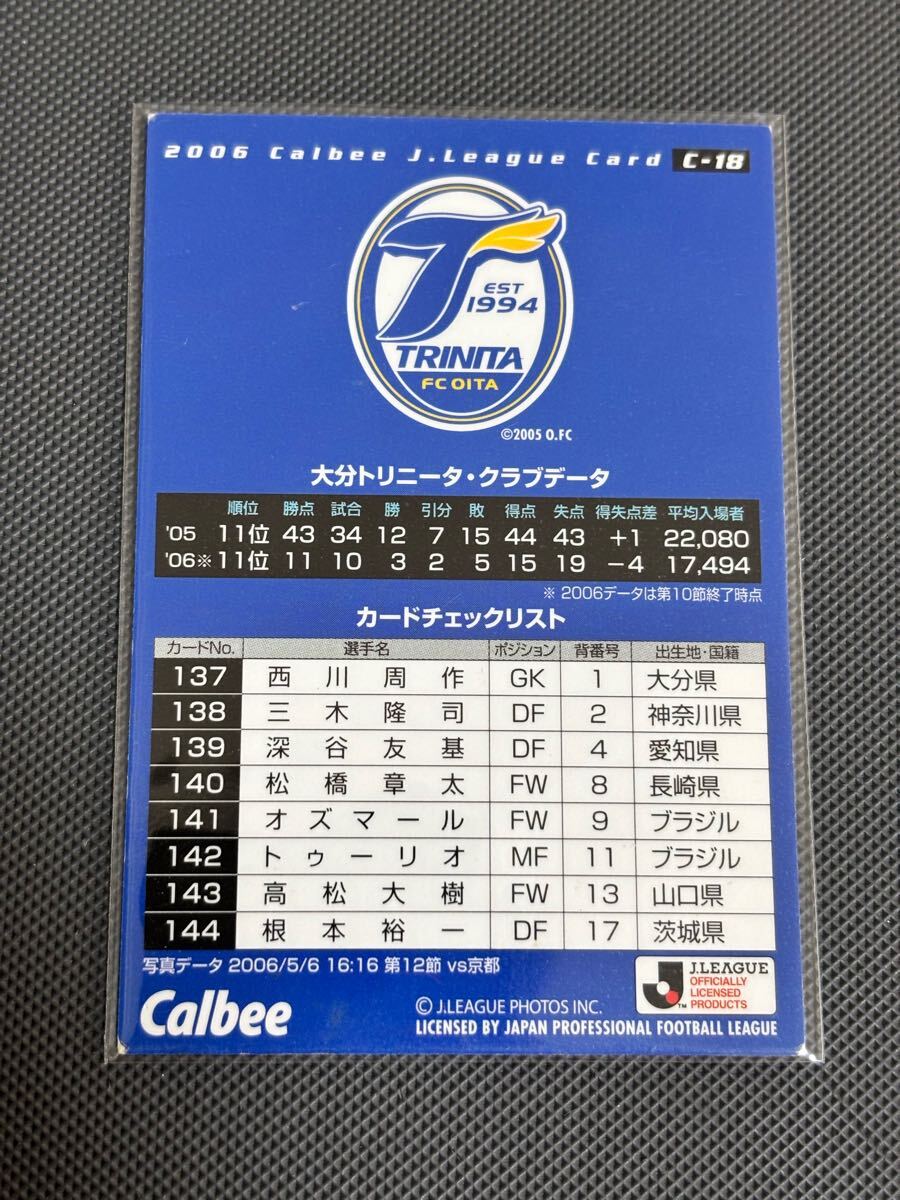 2006 Calbee J.League Card C-18
EST
1994
TRINITA
FC OITA
©2005 O.FC
大分トリニータ・クラブデータ
順位 勝点 試合 勝 引分 敗 得点 失点 得失点差 平均入場者
'05 11位 43 34 12 7 15 44 43 +1 22,080
'06※ 11位 11 10 3 2 5 15 19 −4 17,494
※ 2006データは第10節終了時点
カードチェックリスト
カードNo. 選手名 ポジション 背番号 出生地・国籍
137 西川周作 GK 1 大分県
138 三木隆司 DF 2 神奈川県
139 深谷友基 DF 4 愛知県
140 松橋章太 FW 8 長崎県
141 オズマール FW 9 ブラジル
142 トゥーリオ MF 11 ブラジル
143 高松大樹 FW 13 山口県
144 根本裕一 DF 17 茨城県
写真データ 2006/5/6 16:16 第12節 vs京都
J.LEAGUE
OFFICIALLY
LICENSED
PRODUCTS
TM
Calbee
© J.LEAGUE PHOTOS INC.
LICENSED BY JAPAN PROFESSIONAL FOOTBALL LEAGUE